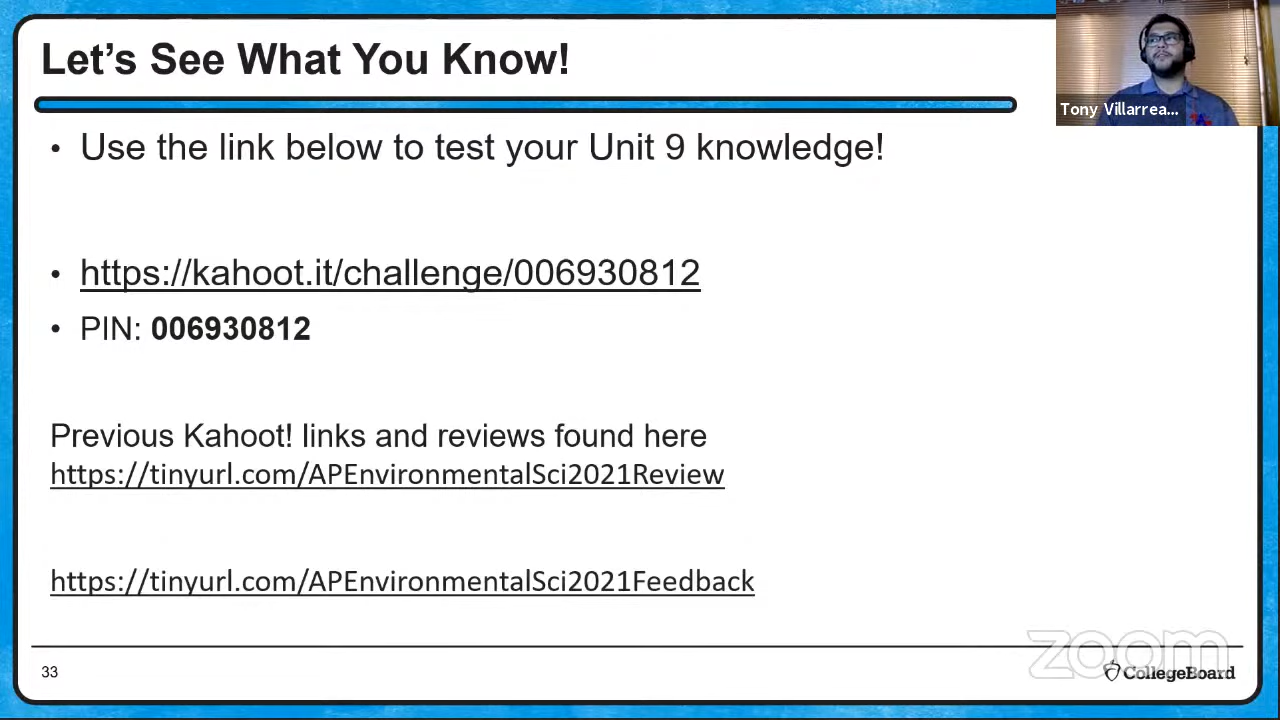 Let's See What You Know!
Tony Villarrea...
• Use the link below to test your Unit 9 knowledge!
• https://kahoot.it/challenge/006930812
• PIN: 006930812
Previous Kahoot! links and reviews found here
https://tinyurl.com/APEnvironmentalSci2021Review
https://tinyurl.com/APEnvironmentalSci2021Feedback
zoom
33
CollegeBoard